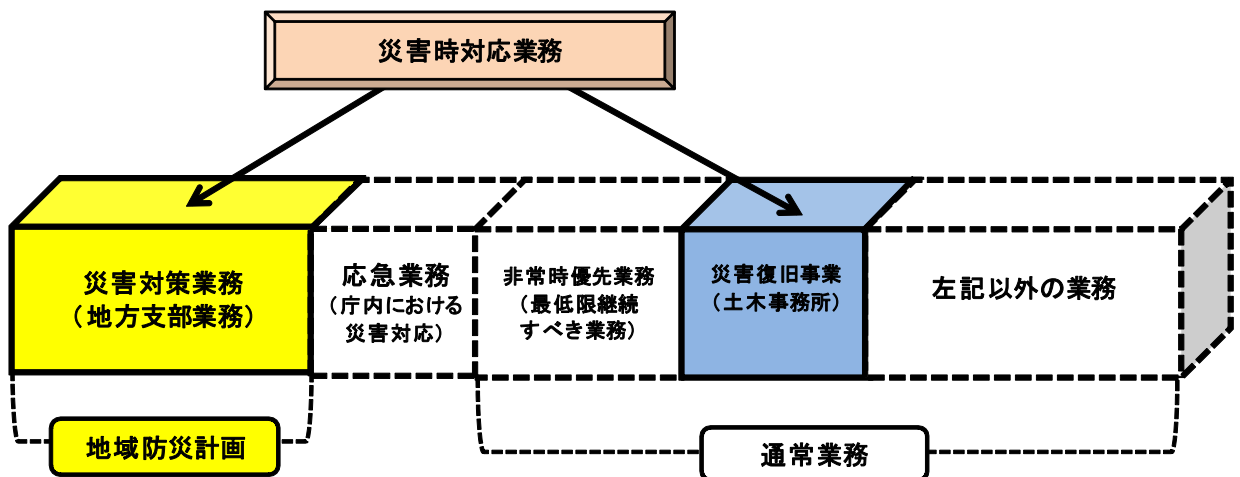 災害時対応業務
災害対策業務
（地方支部業務）
応急業務
（庁内における
災害対応）
非常時優先業務
（最低限継続
すべき業務）
災害復旧事業
（土木事務所）
左記以外の業務
地域防災計画
通常業務